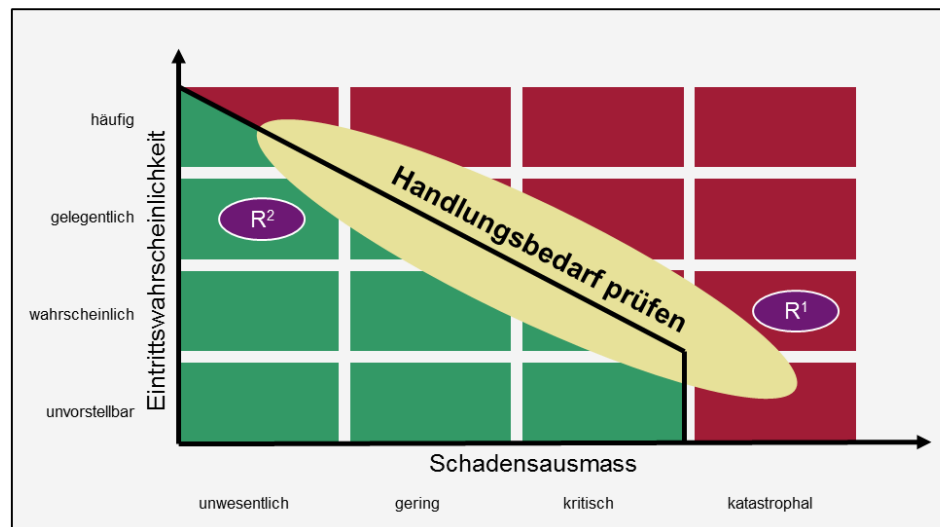 Eintrittswahrscheinlichkeit
häufig
gelegentlich
wahrscheinlich
unvorstellbar
R²
Handlungsbedarf prüfen
R¹
Schadensausmass
unwesentlich gering kritisch katastrophal